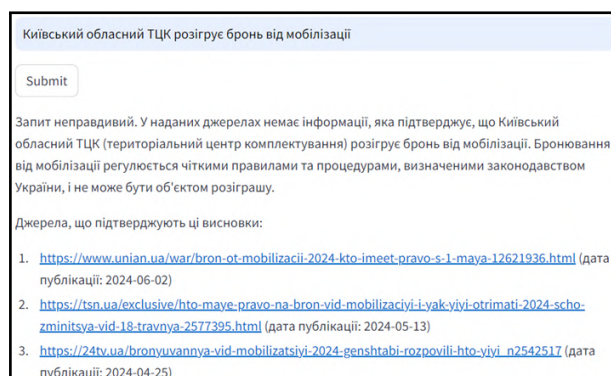 Київський обласний ТЦК розігрує бронь від мобілізації
Submit
Запит неправдивий. У наданих джерелах немає інформації, яка підтверджує, що Київський
обласний ТЦК (територіальний центр комплектування) розігрує бронь від мобілізації. Бронювання
від мобілізації регулюється чіткими правилами та процедурами, визначеними законодавством
України, і не може бути об'єктом розіграшу.
Джерела, що підтверджують ці висновки:
1. https://www.unian.ua/war/bron-ot-mobilizacii-2024-kto-imeet-pravo-s-1-maya-12621936.html (дата
публікації: 2024-06-02)
2. https://tsn.ua/exclusive/hto-maye-pravo-na-bron-vid-mobilizaciyi-i-yak-yiyi-otrimati-2024-scho-
zminitsya-vid-18-travnya-2577395.html (дата публікації: 2024-05-13)
3. https://24tv.ua/bronyuvannya-vid-mobilizatsiyi-2024-genshtabi-rozpovili-hto-yiyi_n2542517 (дата
публікації: 2024-04-25)